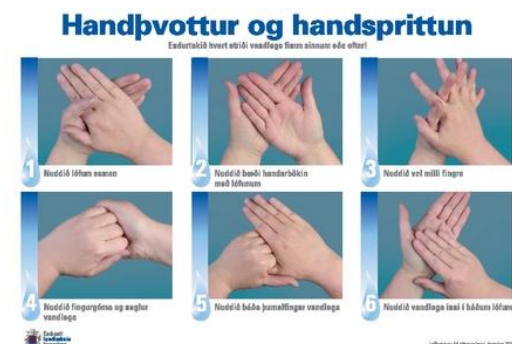 Handþvottur og handsprittun
Endurtakið hvert atriði vandlega fimm sinnum eða oftar!
1
Nuddið lófum saman
2
Nuddið bæði handarbökin
með lófunum
3
Nuddið vel milli fingra
4
Nuddið fingurgóma og neglur
vandlega
5
Nuddið báða þumalfingur vandlega
6
Nuddið vandlega inni í báðum lófum